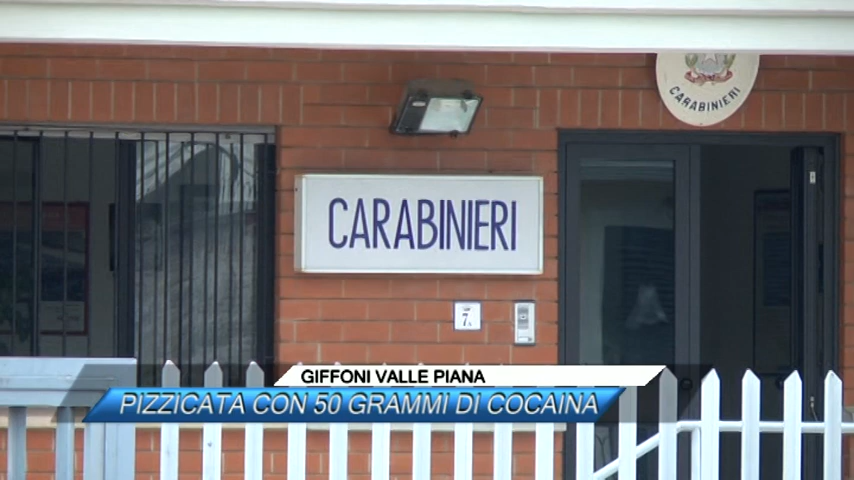 CARABINIERI
CARABINIERI
7
GIFFONI VALLE PIANA
PIZZICATA CON 50 GRAMMI DI COCAINA